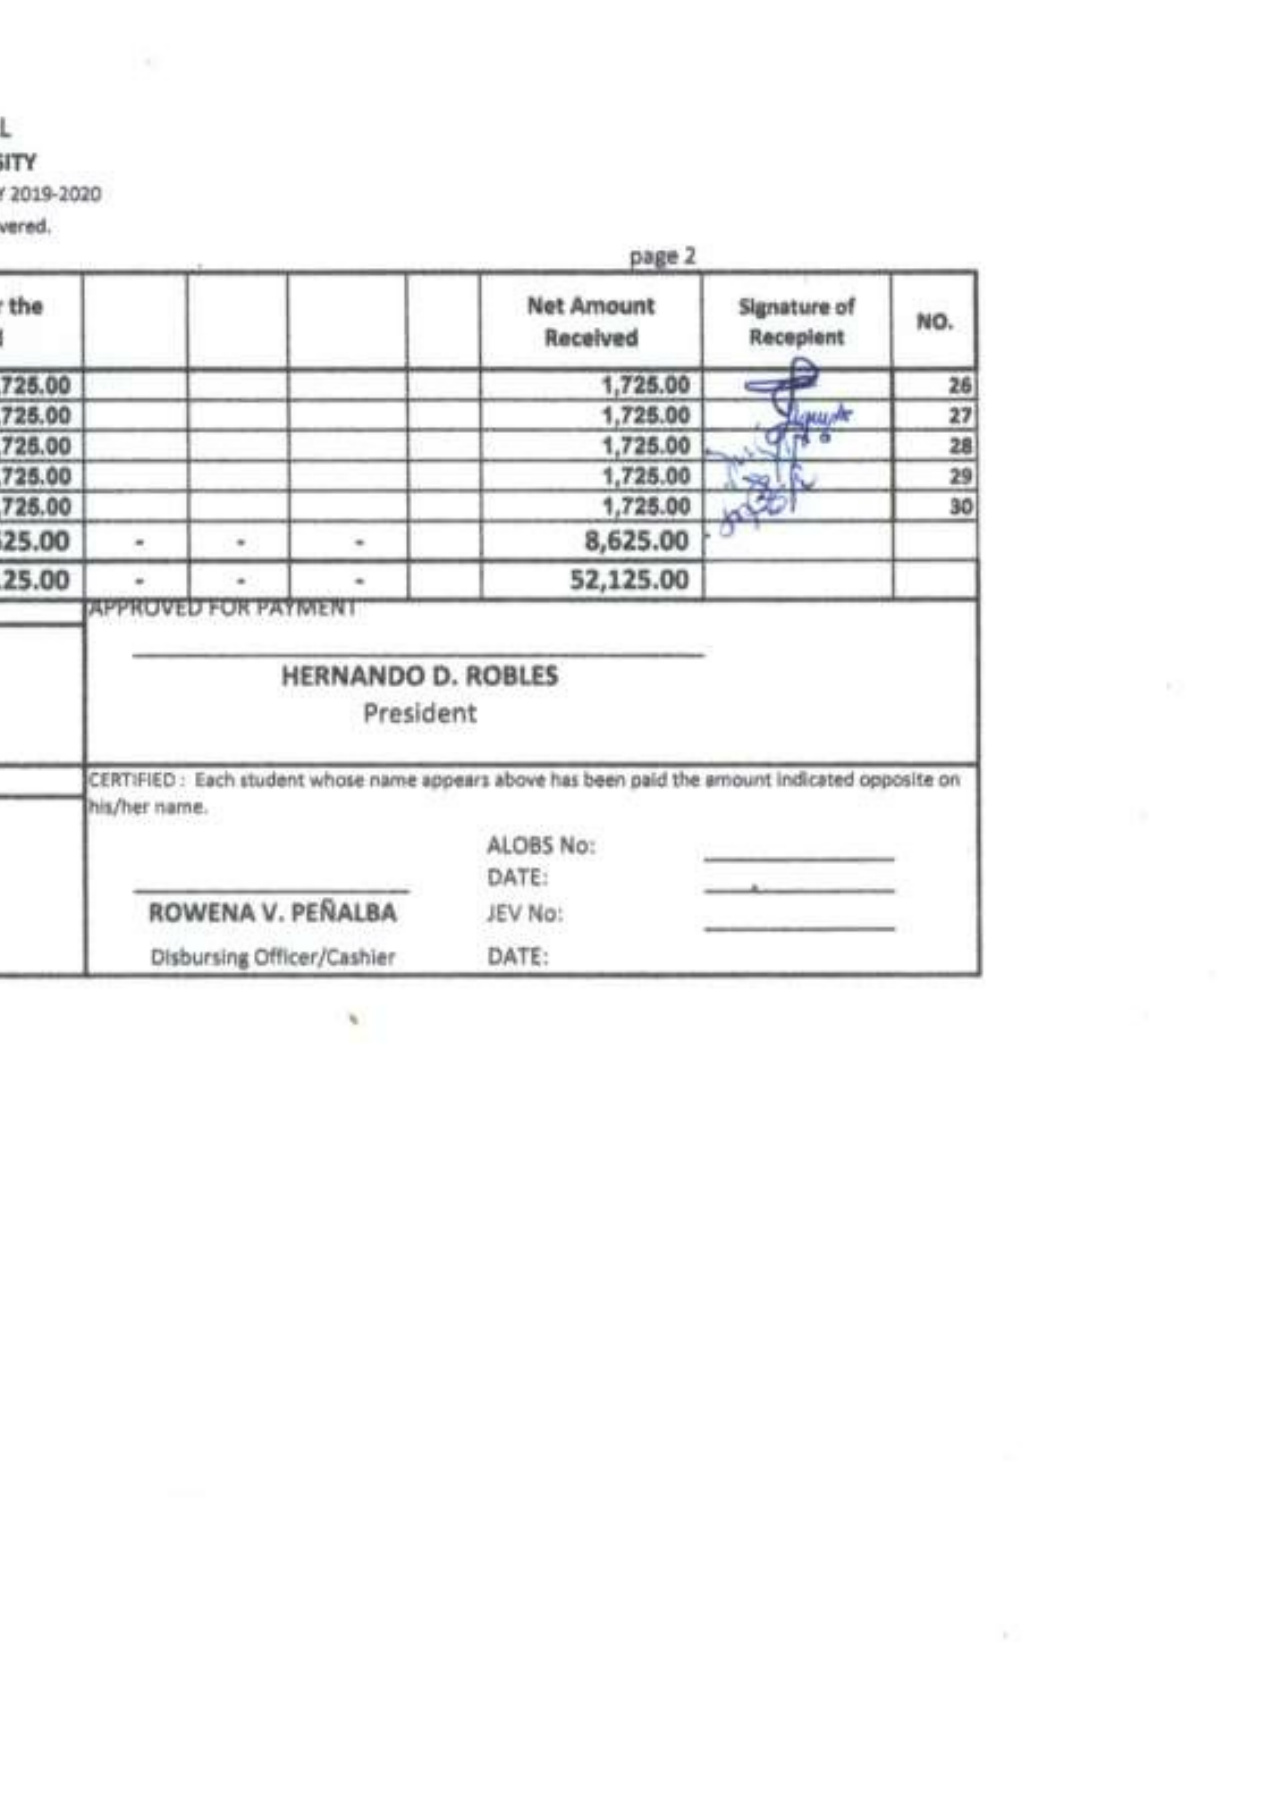 L
SITY
Y 2019-2020
vered.
page 2
r the Net Amount Received Signature of Recepient NO.
,725.00 1,725.00 26
,725.00 1,725.00 27
,725.00 1,725.00 28
,725.00 1,725.00 29
,725.00 1,725.00 30
625.00 - - - 8,625.00
25.00 - - - 52,125.00
APPROVED FOR PAYMENT
HERNANDO D. ROBLES
President
CERTIFIED : Each student whose name appears above has been paid the amount indicated opposite on
his/her name.
ALOBS No:
DATE:
ROWENA V. PEÑALBA JEV No:
Disbursing Officer/Cashier DATE: